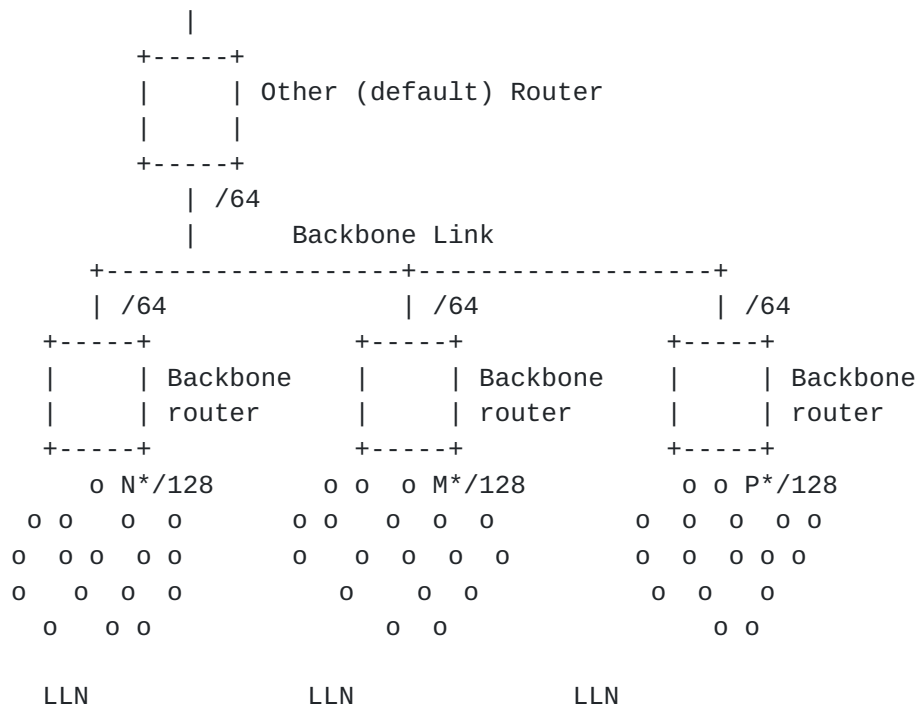 Other (default) Router
/64
Backbone Link
/64 /64 /64
Backbone Backbone Backbone
router router router
o N*/128 o o o M*/128 o o P*/128
o o o o o o o o o o o o o o
o o o o o o o o o o o o o o o
o o o o o o o o o o
o o o o o o o
LLN LLN LLN